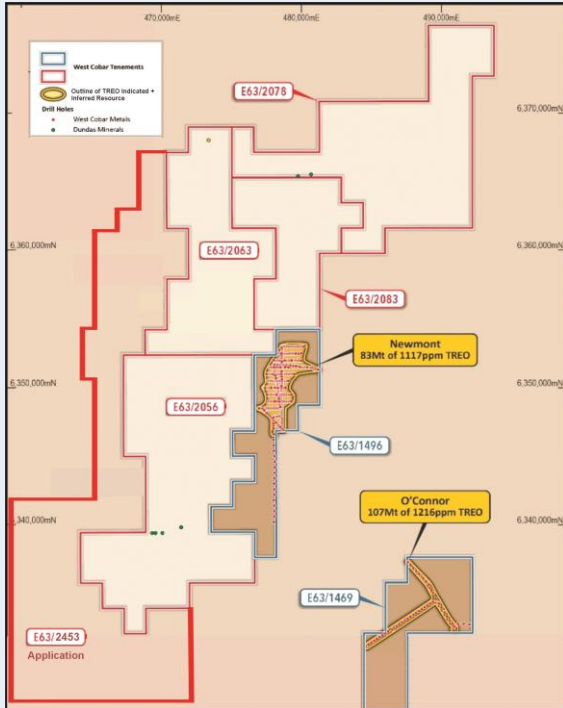 470,000mE
480,000mE
490,000mE
West Cobar Tenements
Outline of TREO Indicated +
Inferred Resource
Drill Holes
West Cobar Metals
Dundas Minerals
E63/2078
6,370,000mN
6,370,000mN
E63/2063
6,360,000mN
6,360,000mN
E63/2083
Newmont
83Mt of 1117ppm TREO
6,350,000mN
6,350,000mN
E63/2056
E63/1496
O'Connor
107Mt of 1216ppm TREO
6,340,000mN
6,340,000mN
E63/1469
E63/2453
Application